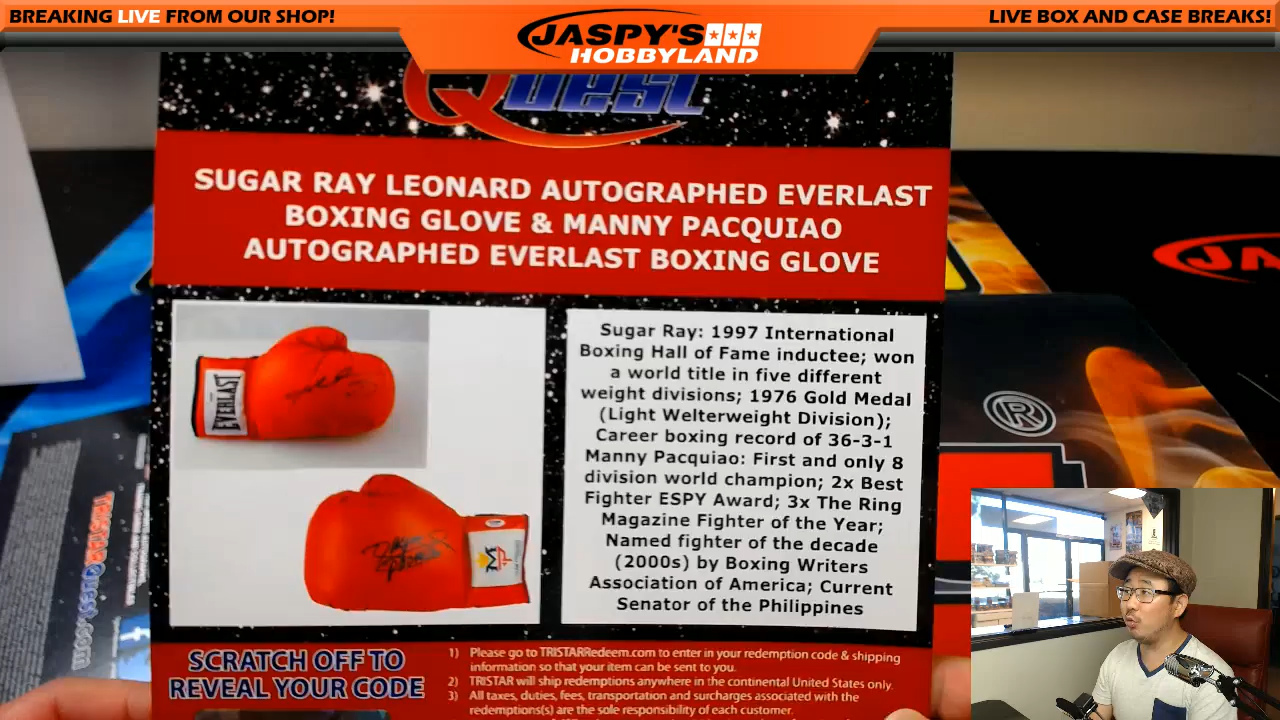 BREAKING LIVE FROM OUR SHOP!
JASPY'S
HOBBYLAND
LIVE BOX AND CASE BREAKS!
Quest
SUGAR RAY LEONARD AUTOGRAPHED EVERLAST
BOXING GLOVE & MANNY PACQUIAO
AUTOGRAPHED EVERLAST BOXING GLOVE
JA
EVERLAST
Sugar Ray: 1997 International
Boxing Hall of Fame inductee; won
a world title in five different
weight divisions; 1976 Gold Medal
(Light Welterweight Division);
Career boxing record of 36-3-1
Manny Pacquiao: First and only 8
division world champion; 2x Best
Fighter ESPY Award; 3x The Ring
Magazine Fighter of the Year;
Named fighter of the decade
(2000s) by Boxing Writers
Association of America; Current
Senator of the Philippines
®
MP
TRISTARQuest.com
SCRATCH OFF TO
REVEAL YOUR CODE
1) Please go to TRISTARRedeem.com to enter in your redemption code & shipping
information so that your item can be sent to you.
2) TRISTAR will ship redemptions anywhere in the continental United States only.
3) All taxes, duties, fees, transportation and surcharges associated with the
redemptions(s) are the sole responsibility of each customer.